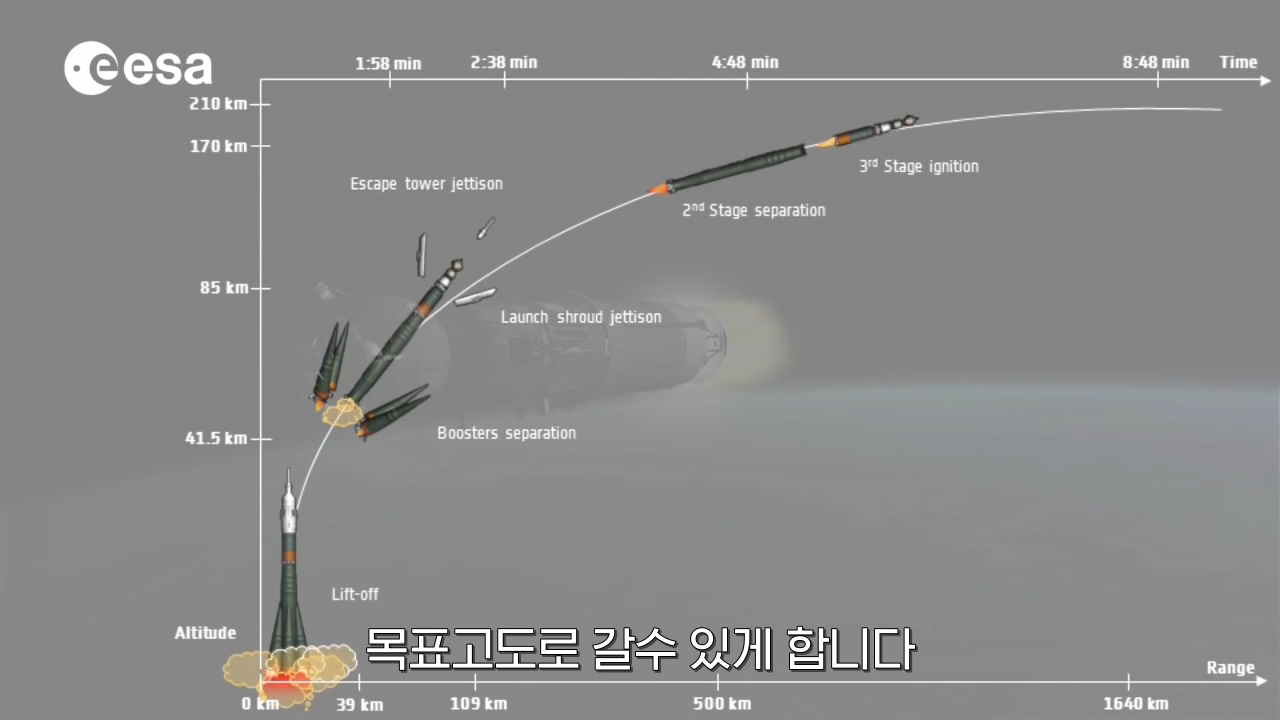 esa
1:58 min 2:38 min 4:48 min 8:48 min Time
210 km
170 km
3rd Stage ignition
Escape tower jettison
2nd Stage separation
85 km
Launch shroud jettison
Boosters separation
41.5 km
Lift-off
Altitude
목표고도로 갈수 있게 합니다
Range
0 km 39 km 109 km 500 km 1640 km